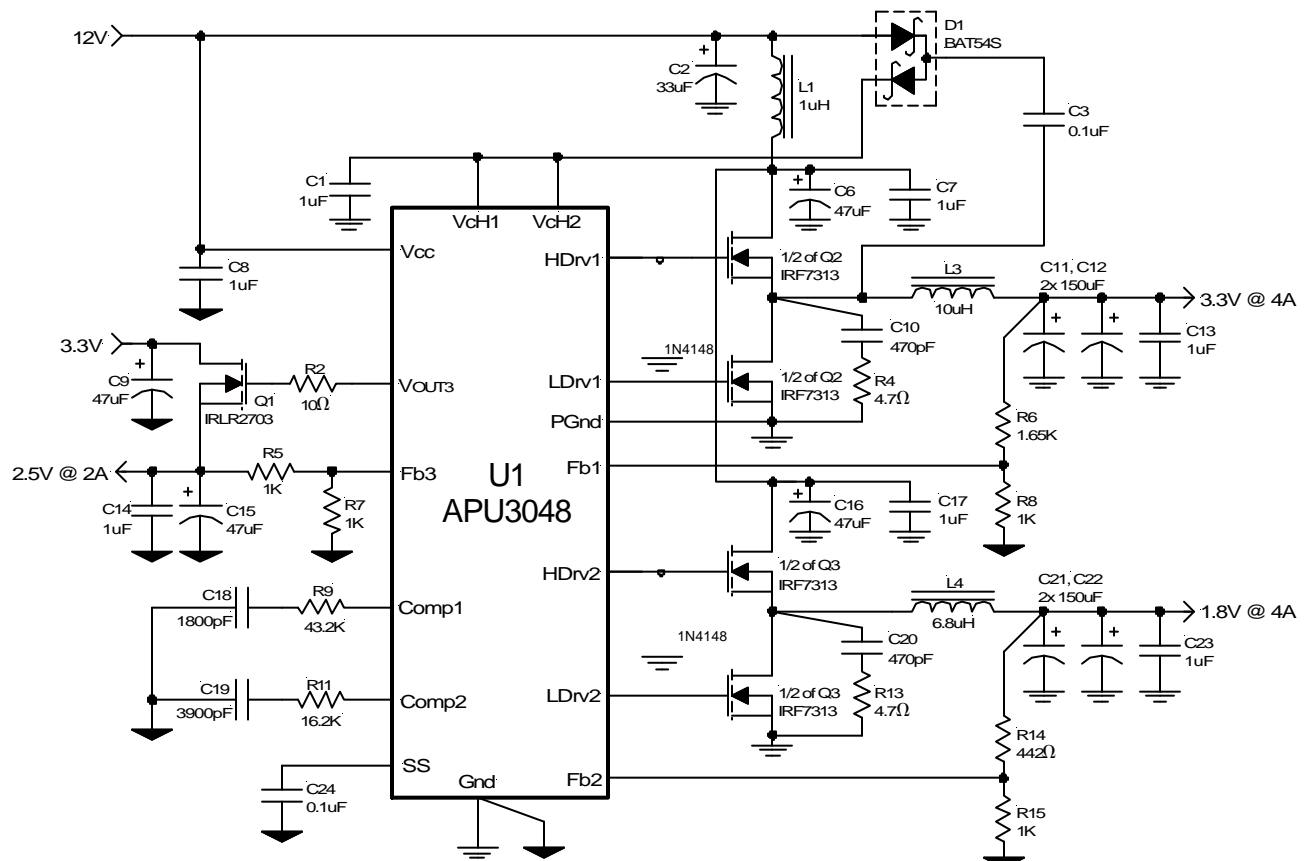 12V
D1
BAT54S
C2
33uF
+
L1
1uH
C3
0.1uF
C1
1uF
VcH1
VcH2
+
C6
47uF
C7
1uF
Vcc
HDrv1
1/2 of Q2
IRF7313
C8
1uF
L3
10uH
C11, C12
2x 150uF
3.3V @ 4A
3.3V
+
C9
47uF
Q1
IRLR2703
R2
10Ω
VOUT3
1N4148
C10
470pF
+
+
C13
1uF
LDrv1
1/2 of Q2
IRF7313
R4
4.7Ω
PGnd
R6
1.65K
2.5V @ 2A
R5
1K
Fb3
U1
APU3048
Fb1
C14
1uF
+
C15
47uF
R7
1K
+
C16
47uF
C17
1uF
R8
1K
HDrv2
1/2 of Q3
IRF7313
L4
6.8uH
C21, C22
2x 150uF
1.8V @ 4A
C18
1800pF
R9
43.2K
Comp1
1N4148
C20
470pF
+
+
C23
1uF
C19
3900pF
R11
16.2K
Comp2
LDrv2
1/2 of Q3
IRF7313
R13
4.7Ω
R14
442Ω
SS
C24
0.1uF
Gnd
Fb2
R15
1K